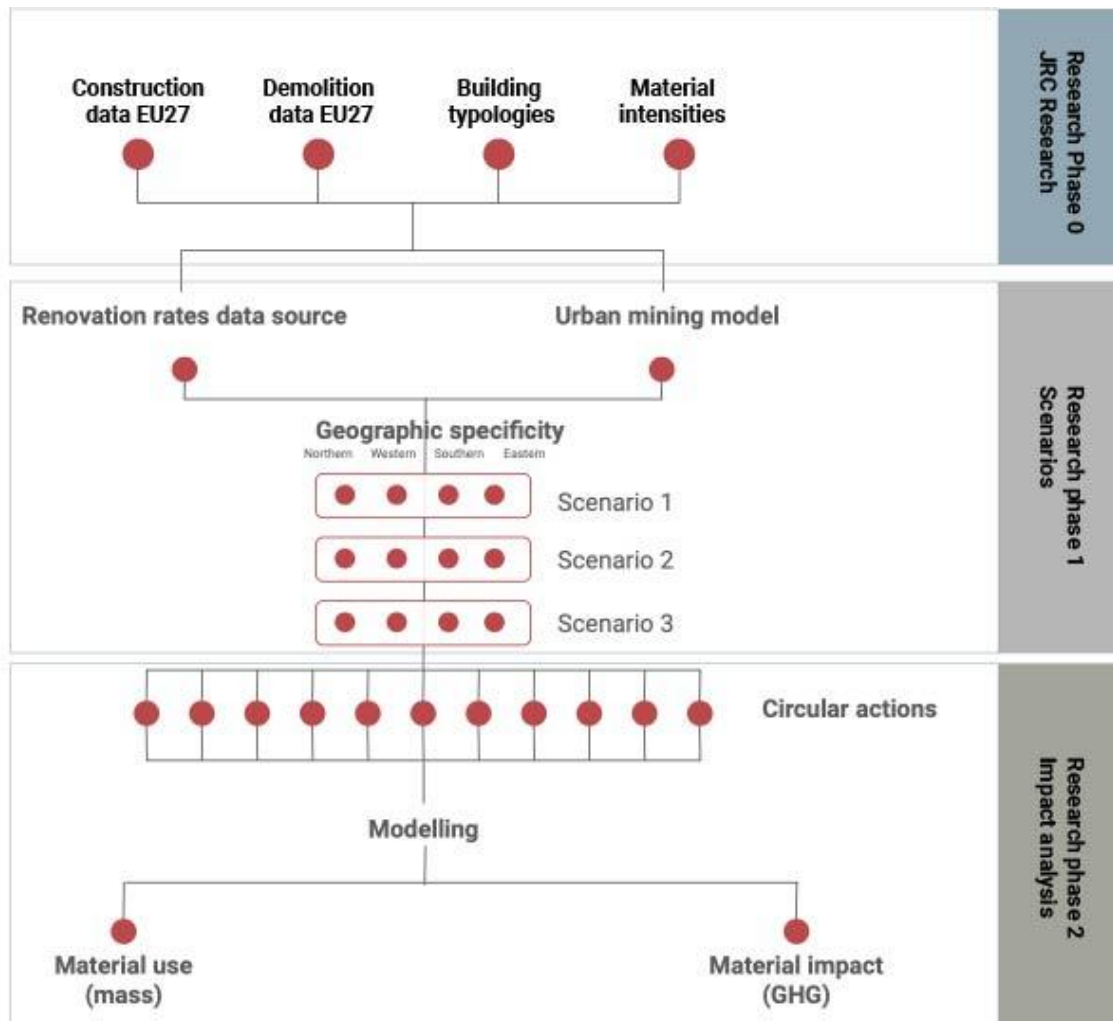 Construction
data EU27
Demolition
data EU27
Building
typologies
Material
intensities
Research Phase 0
JRC Research
Renovation rates data source
Urban mining model
Geographic specificity
Northern Western Southern Eastern
Scenario 1
Scenario 2
Scenario 3
Research phase 1
Scenarios
Circular actions
Modelling
Material use
(mass)
Material impact
(GHG)
Research phase 2
Impact analysis